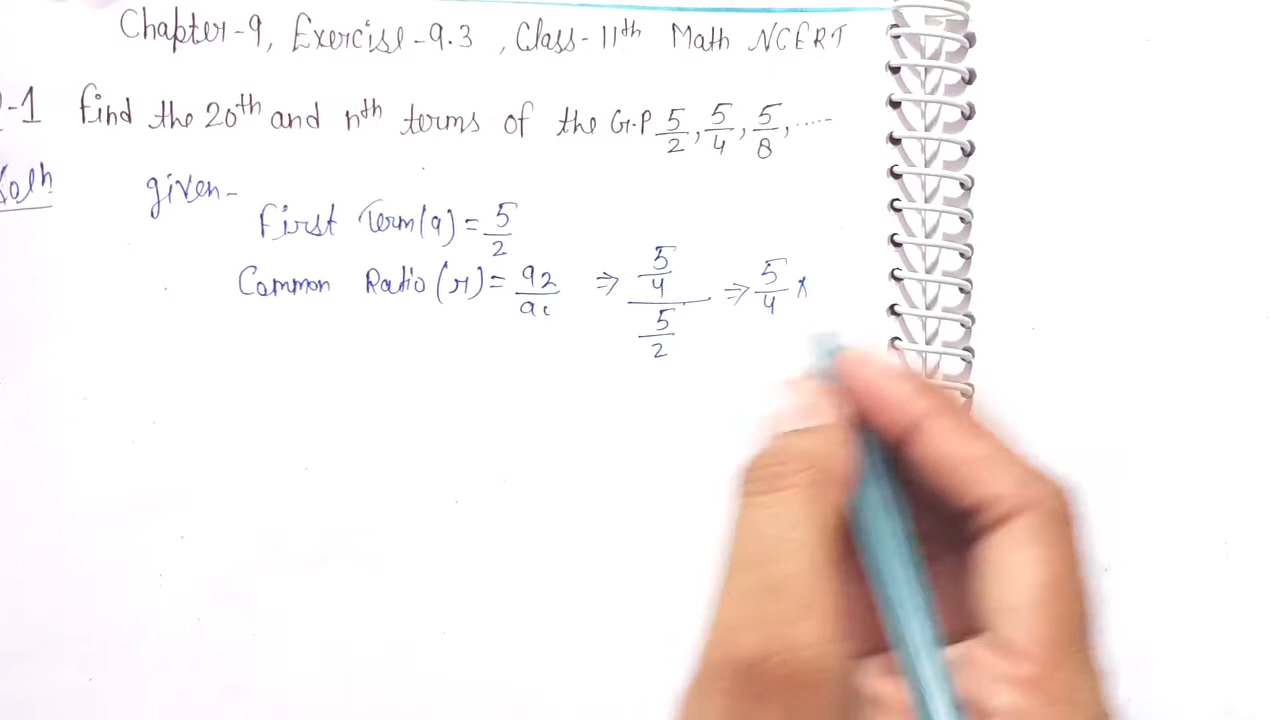 Chapter-9, Exercise-9.3, Class-11th Math NCERT
-1 find the 20th and nth terms of the G.P 5/2, 5/4, 5/8, .....
Soln given-
First Term(a) = 5/2
Common Ratio (r) = a2/a1 ⇒ 5/4 / 5/2 ⇒ 5/4 ×